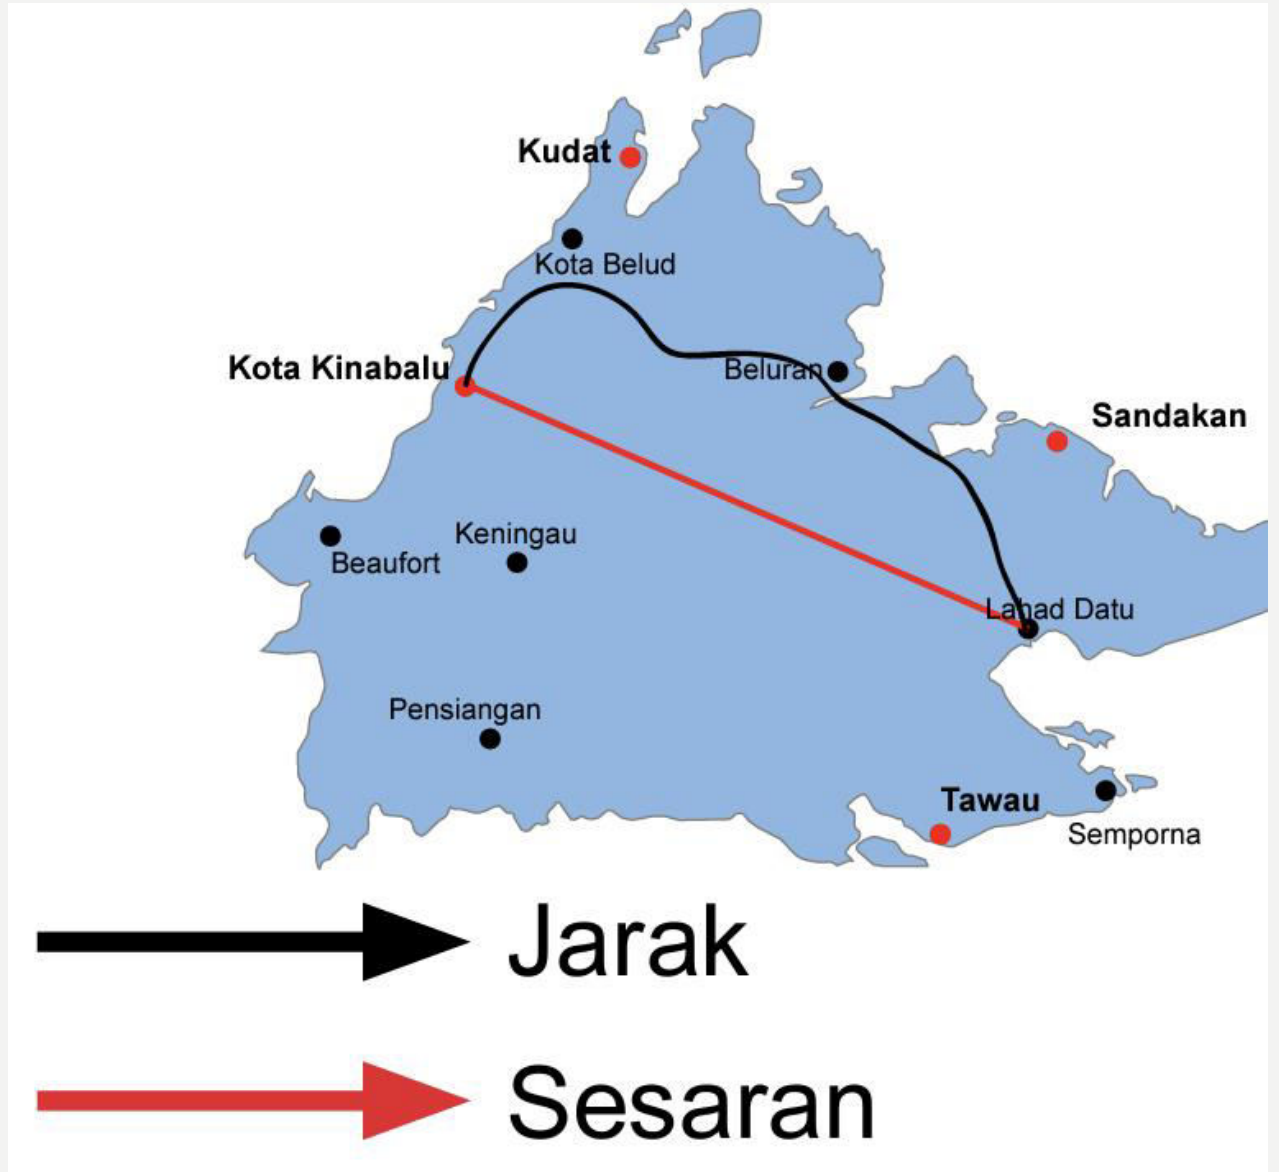 Kudat
Kota Belud
Kota Kinabalu
Beluran
Sandakan
Keningau
Beaufort
Lahad Datu
Pensiangan
Tawau
Semporna
Jarak
Sesaran